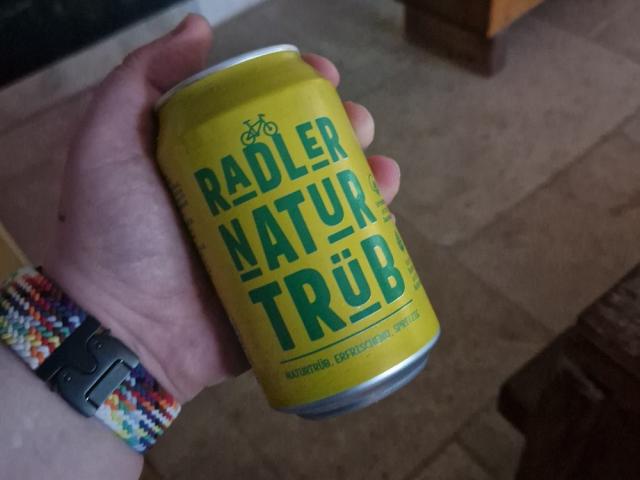 RADLER
NATUR
TRÜB
NATURTRÜB, ERFRISCHEND, SPRITZIG